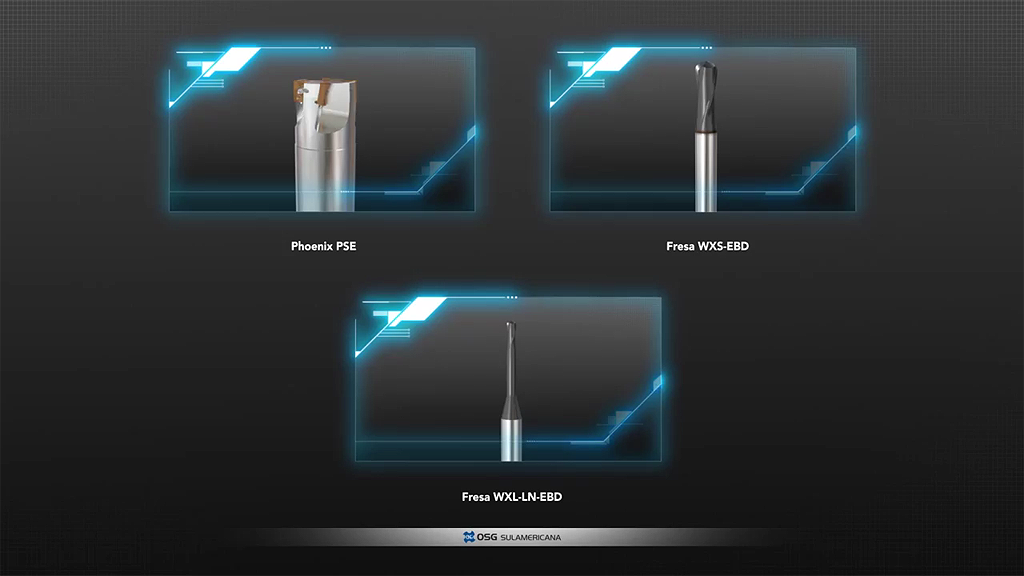 Phoenix PSE
Fresa WXS-EBD
Fresa WXL-LN-EBD
OSG SULAMERICANA